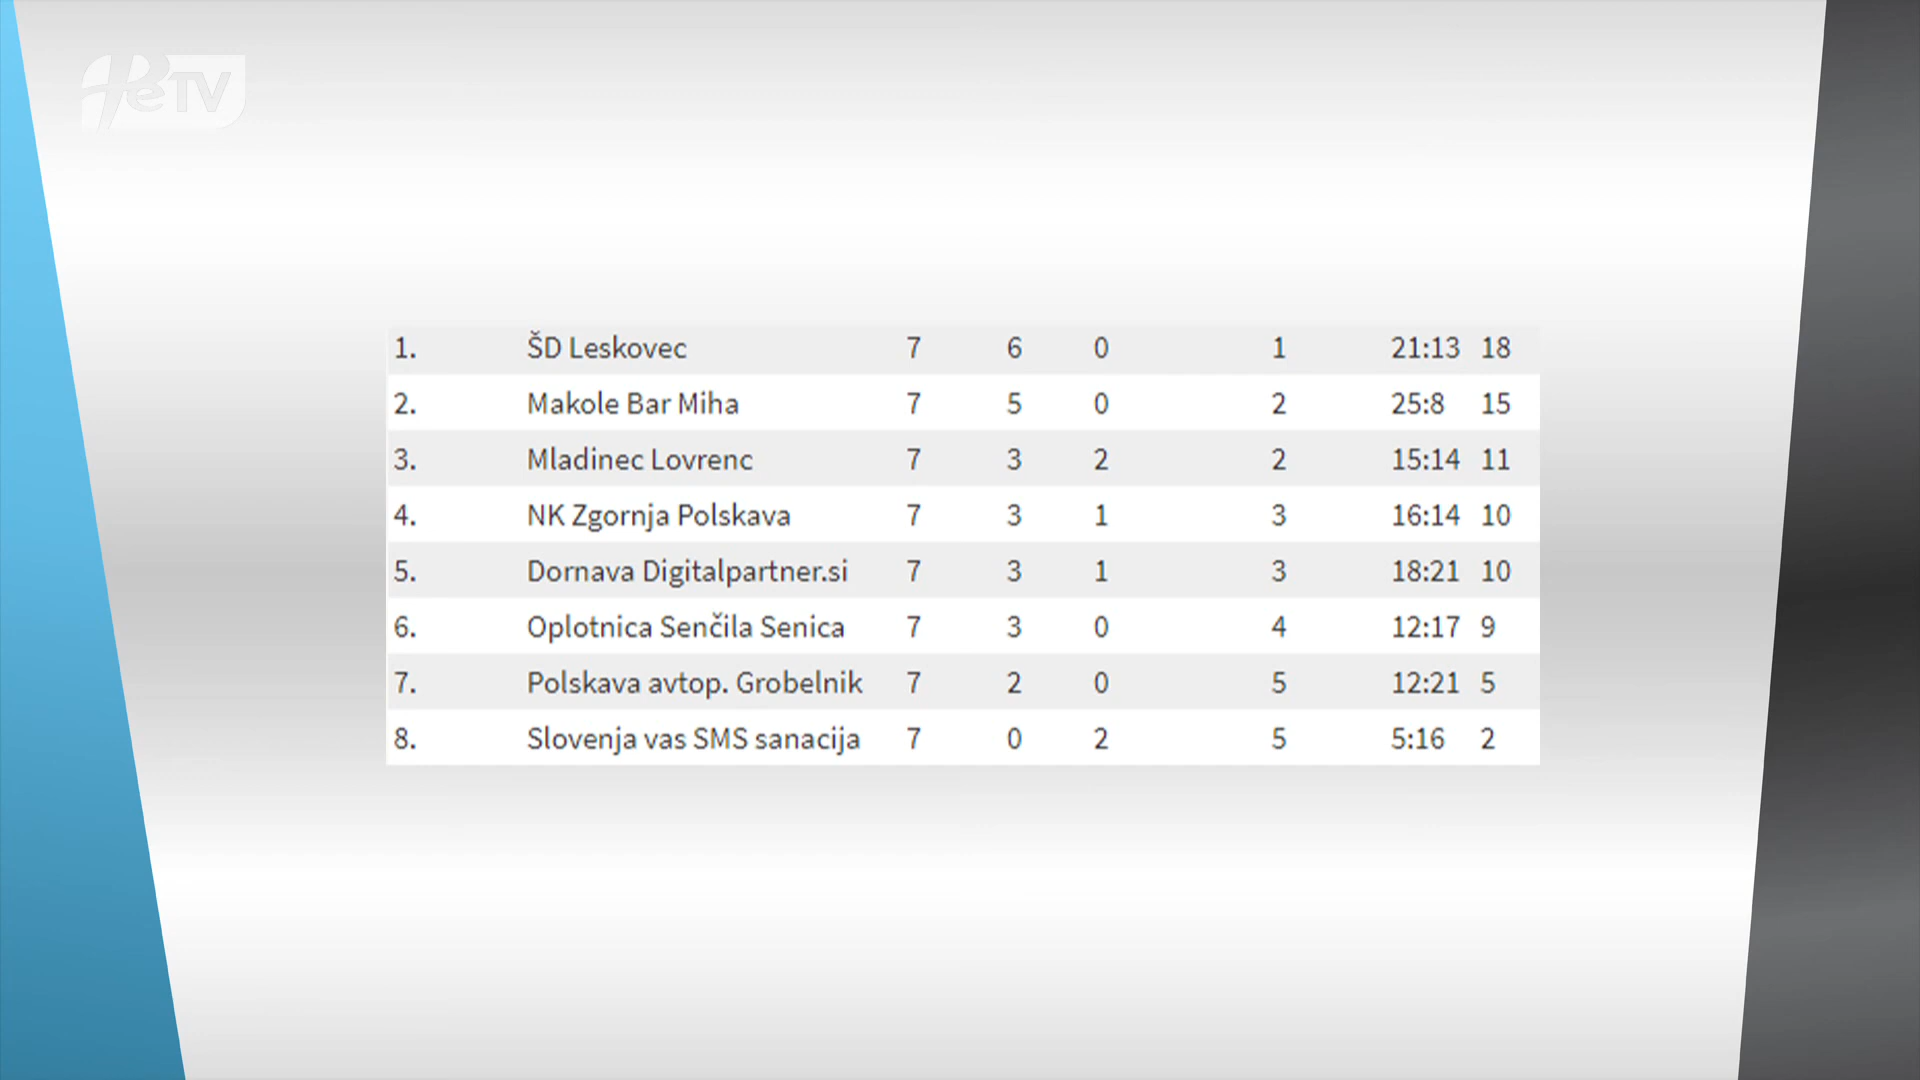 PeTV
1. ŠD Leskovec 7 6 0 1 21:13 18
2. Makole Bar Miha 7 5 0 2 25:8 15
3. Mladinec Lovrenc 7 3 2 2 15:14 11
4. NK Zgornja Polskava 7 3 1 3 16:14 10
5. Dornava Digitalpartner.si 7 3 1 3 18:21 10
6. Oplotnica Senčila Senica 7 3 0 4 12:17 9
7. Polskava avtop. Grobelnik 7 2 0 5 12:21 5
8. Slovenja vas SMS sanacija 7 0 2 5 5:16 2